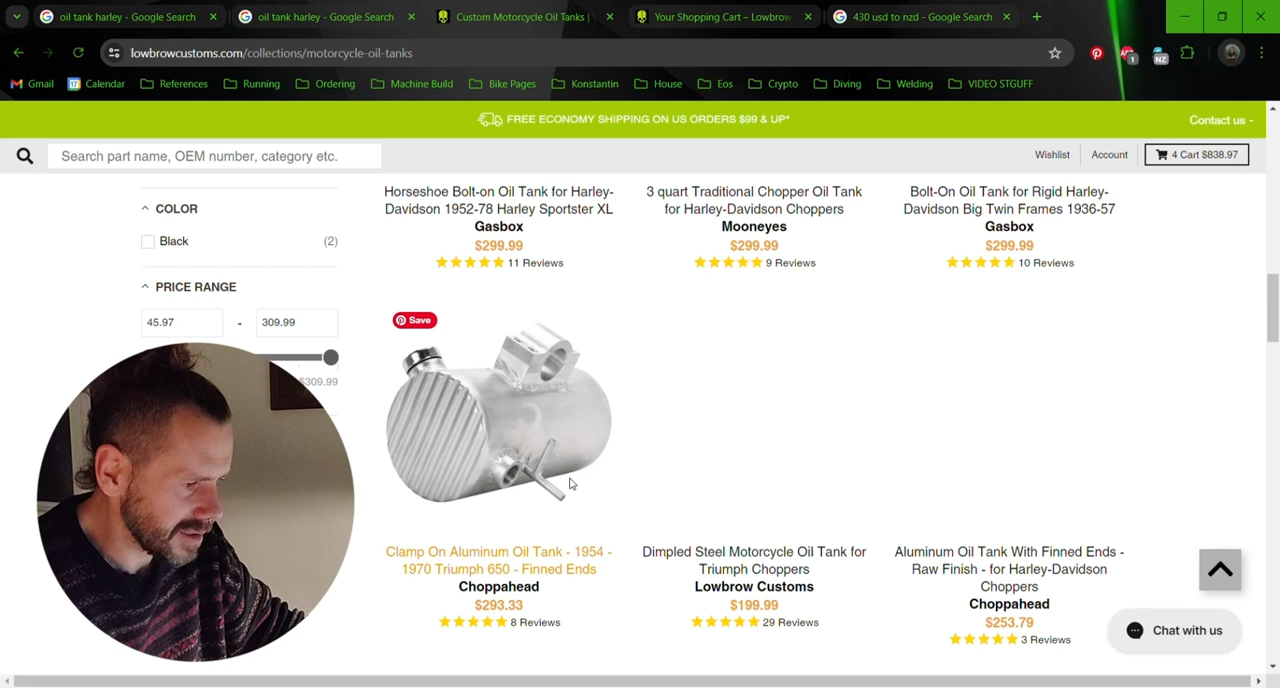 oil tank harley - Google Search
oil tank harley - Google Search
Custom Motorcycle Oil Tanks |
Your Shopping Cart – Lowbrow
430 usd to nzd - Google Search
lowbrowcustoms.com/collections/motorcycle-oil-tanks
1
NZ
Gmail
Calendar
References
Running
Ordering
Machine Build
Bike Pages
Konstantin
House
Eos
Crypto
Diving
Welding
VIDEO STGUFF
FREE ECONOMY SHIPPING ON US ORDERS $99 & UP*
Contact us -
Search part name, OEM number, category etc.
Wishlist
Account
4 Cart $838.97
COLOR
Black
(2)
PRICE RANGE
45.97
-
309.99
$309.99
Horseshoe Bolt-on Oil Tank for Harley-
Davidson 1952-78 Harley Sportster XL
Gasbox
$299.99
11 Reviews
3 quart Traditional Chopper Oil Tank
for Harley-Davidson Choppers
Mooneyes
$299.99
9 Reviews
Bolt-On Oil Tank for Rigid Harley-
Davidson Big Twin Frames 1936-57
Gasbox
$299.99
10 Reviews
Save
Clamp On Aluminum Oil Tank - 1954 -
1970 Triumph 650 - Finned Ends
Choppahead
$293.33
8 Reviews
Dimpled Steel Motorcycle Oil Tank for
Triumph Choppers
Lowbrow Customs
$199.99
29 Reviews
Aluminum Oil Tank With Finned Ends -
Raw Finish - for Harley-Davidson
Choppers
Choppahead
$253.79
3 Reviews
Chat with us